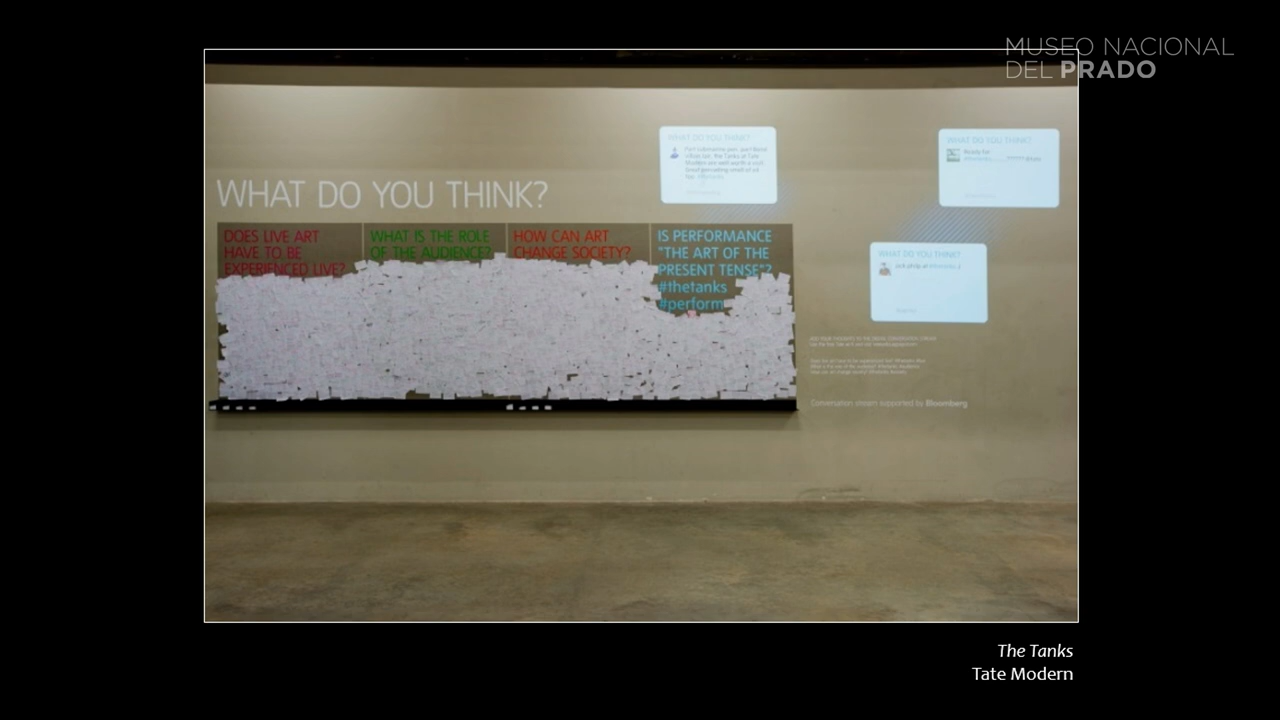 MUSEO NACIONAL
DEL PRADO
WHAT DO YOU THINK?
DOES LIVE ART
HAVE TO BE
EXPERIENCED LIVE?
WHAT IS THE ROLE
OF THE AUDIENCE?
HOW CAN ART
CHANGE SOCIETY?
IS PERFORMANCE
"THE ART OF THE
PRESENT TENSE"?
#thetanks
#perform
WHAT DO YOU THINK?
WHAT DO YOU THINK?
Ready for
WHAT DO YOU THINK?
Conversation stream supported by Bloomberg
The Tanks
Tate Modern